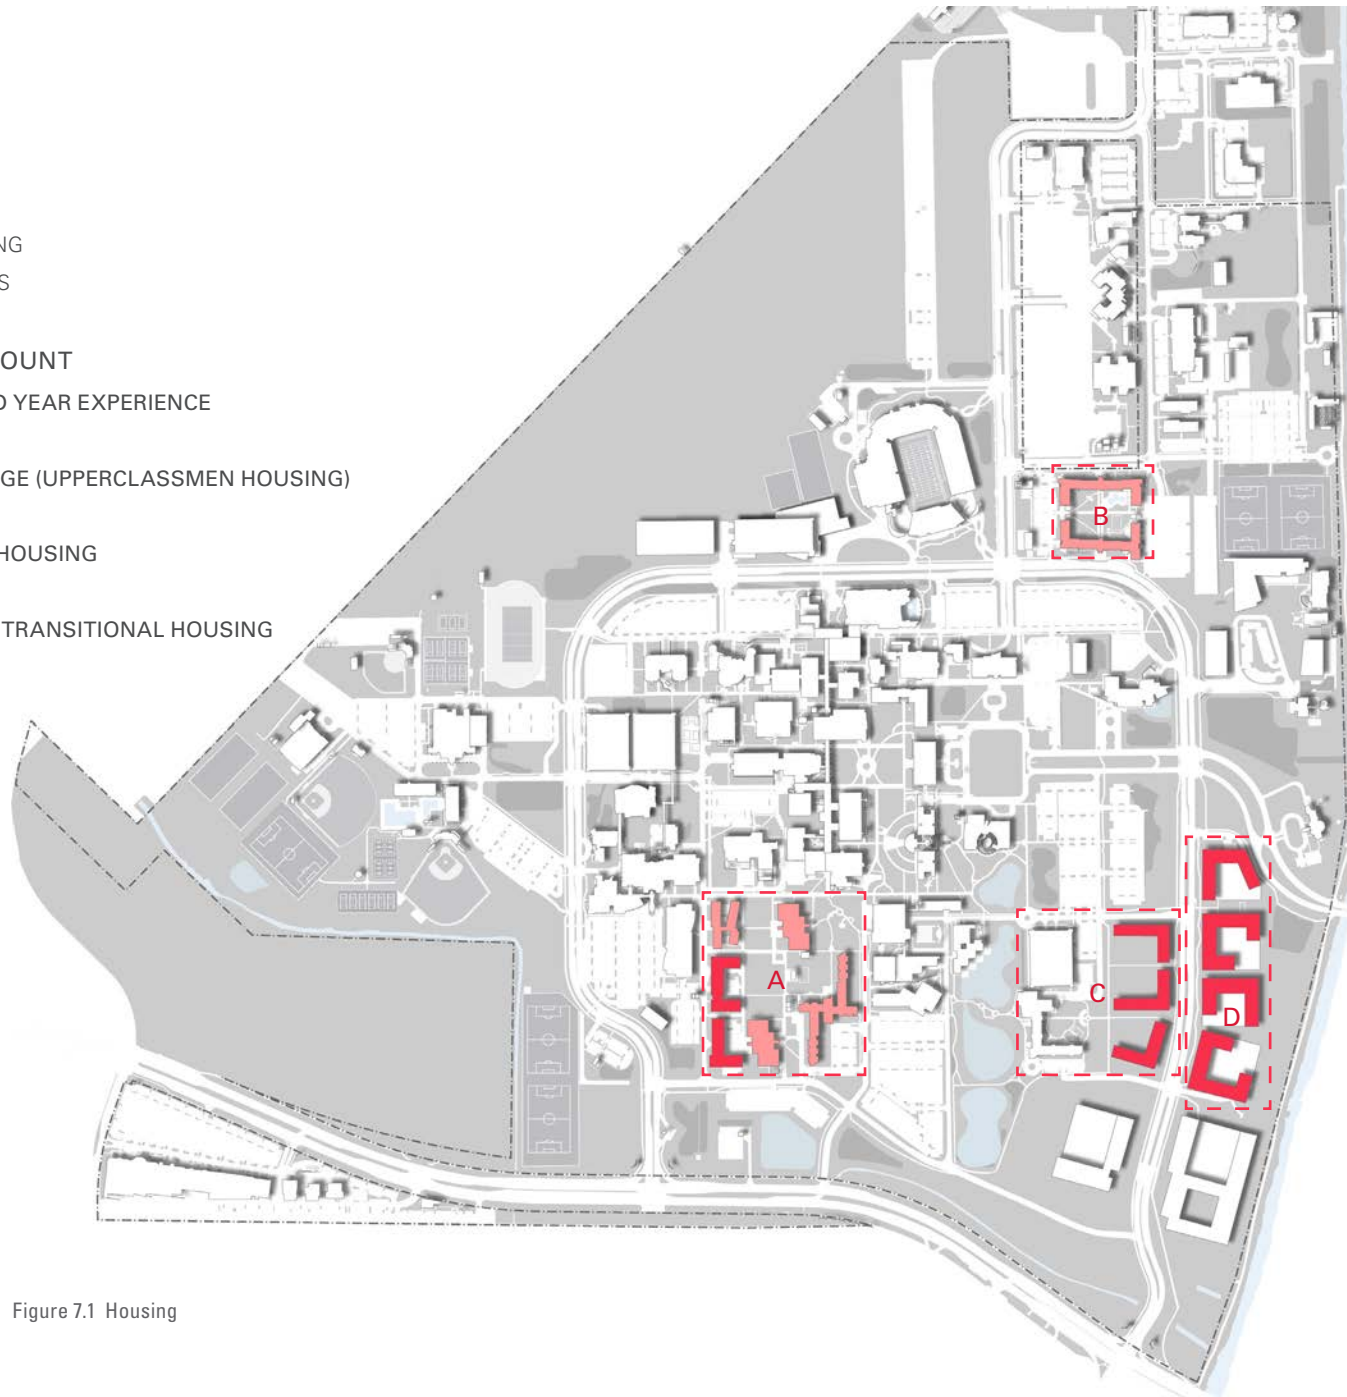 NG
S
OUNT
D YEAR EXPERIENCE
GE (UPPERCLASSMEN HOUSING)
HOUSING
TRANSITIONAL HOUSING
B
A
C
D
Figure 7.1 Housing